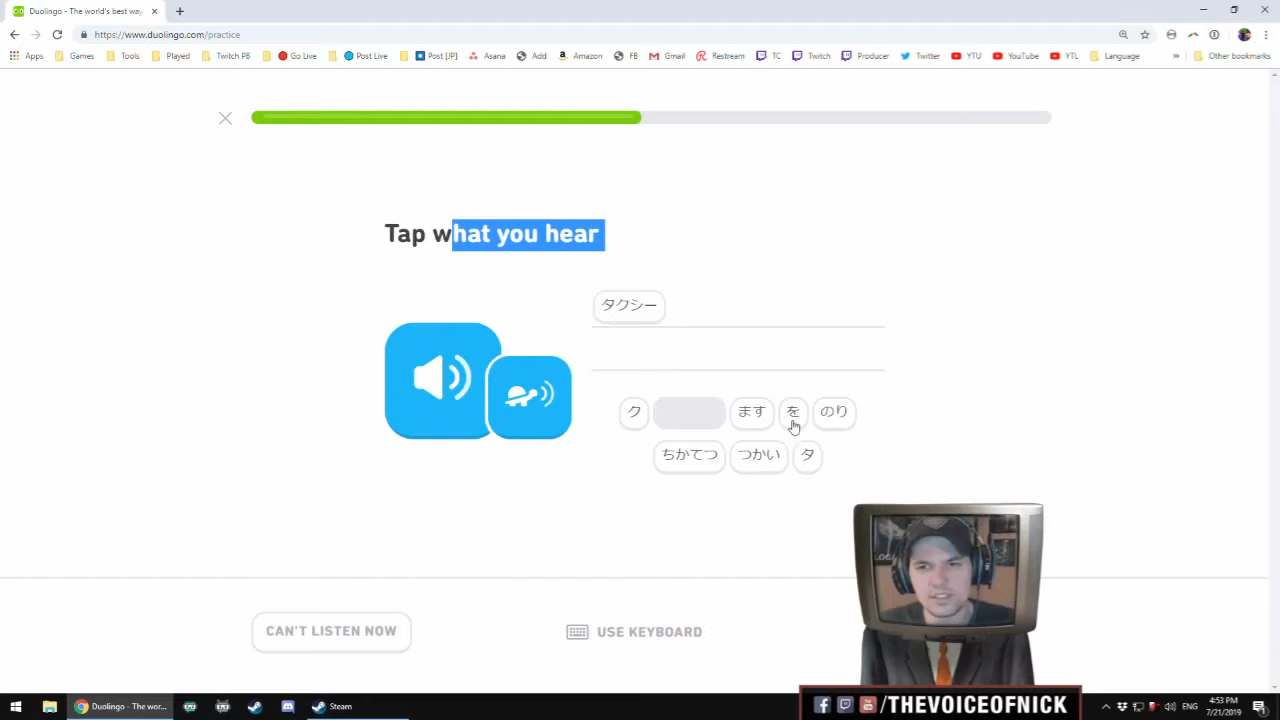 Duolingo - The world's best way
https://www.duolingo.com/practice
Apps Games Tools Played Twitch PB Go Live Post Live Post [JP] Asana Add Amazon FB Gmail Restream TC Twitch Producer Twitter YTU YouTube YTL Language » Other bookmarks
Tap what you hear
タクシー
ク ます を のり
ちかてつ つかい タ
CAN'T LISTEN NOW
USE KEYBOARD
/THEVOICEOFNICK
Duolingo - The wor...
Steam
ENG
4:53 PM
7/21/2019